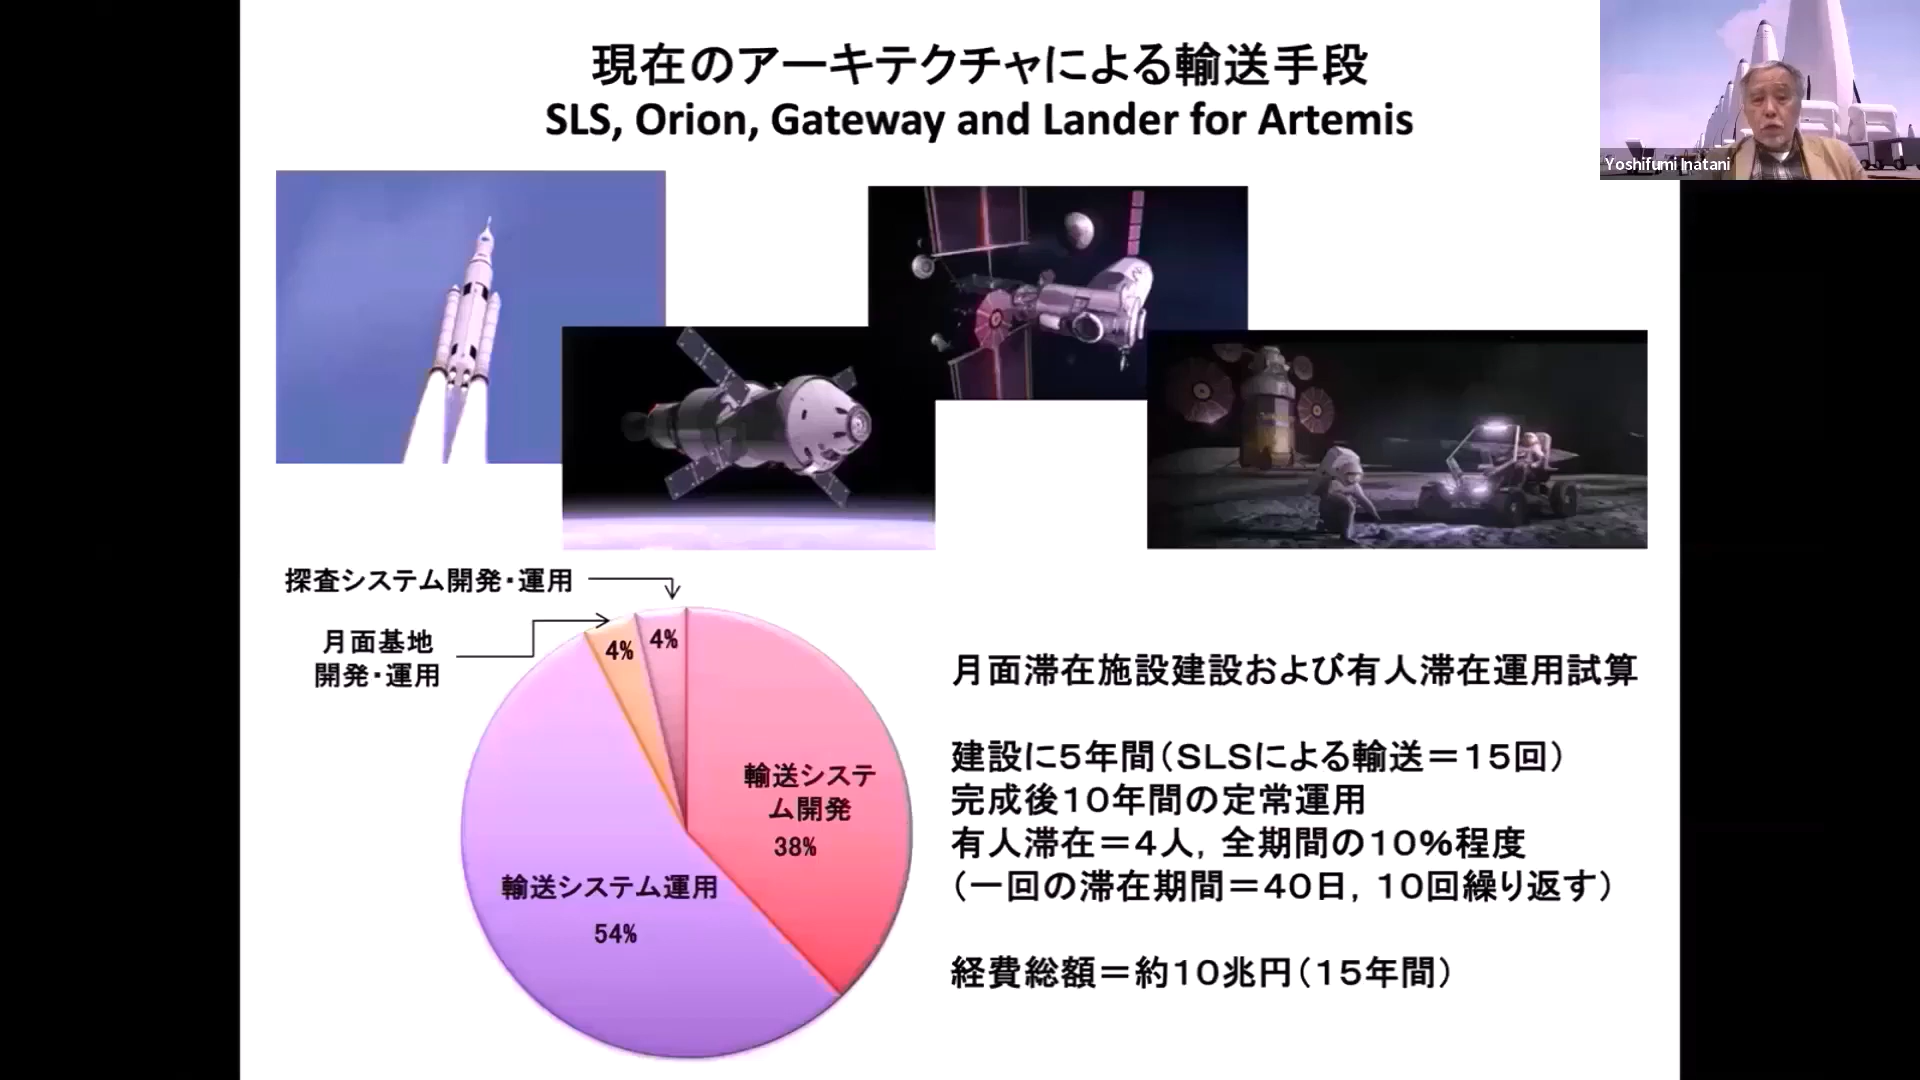 現在のアーキテクチャによる輸送手段
SLS, Orion, Gateway and Lander for Artemis
Yoshifumi Inatani
探査システム開発・運用
月面基地
開発・運用
4%
4%
輸送システ
ム開発
38%
輸送システム運用
54%
月面滞在施設建設および有人滞在運用試算
建設に5年間(SLSによる輸送=15回)
完成後10年間の定常運用
有人滞在=4人, 全期間の10%程度
(一回の滞在期間=40日, 10回繰り返す)
経費総額=約10兆円(15年間)